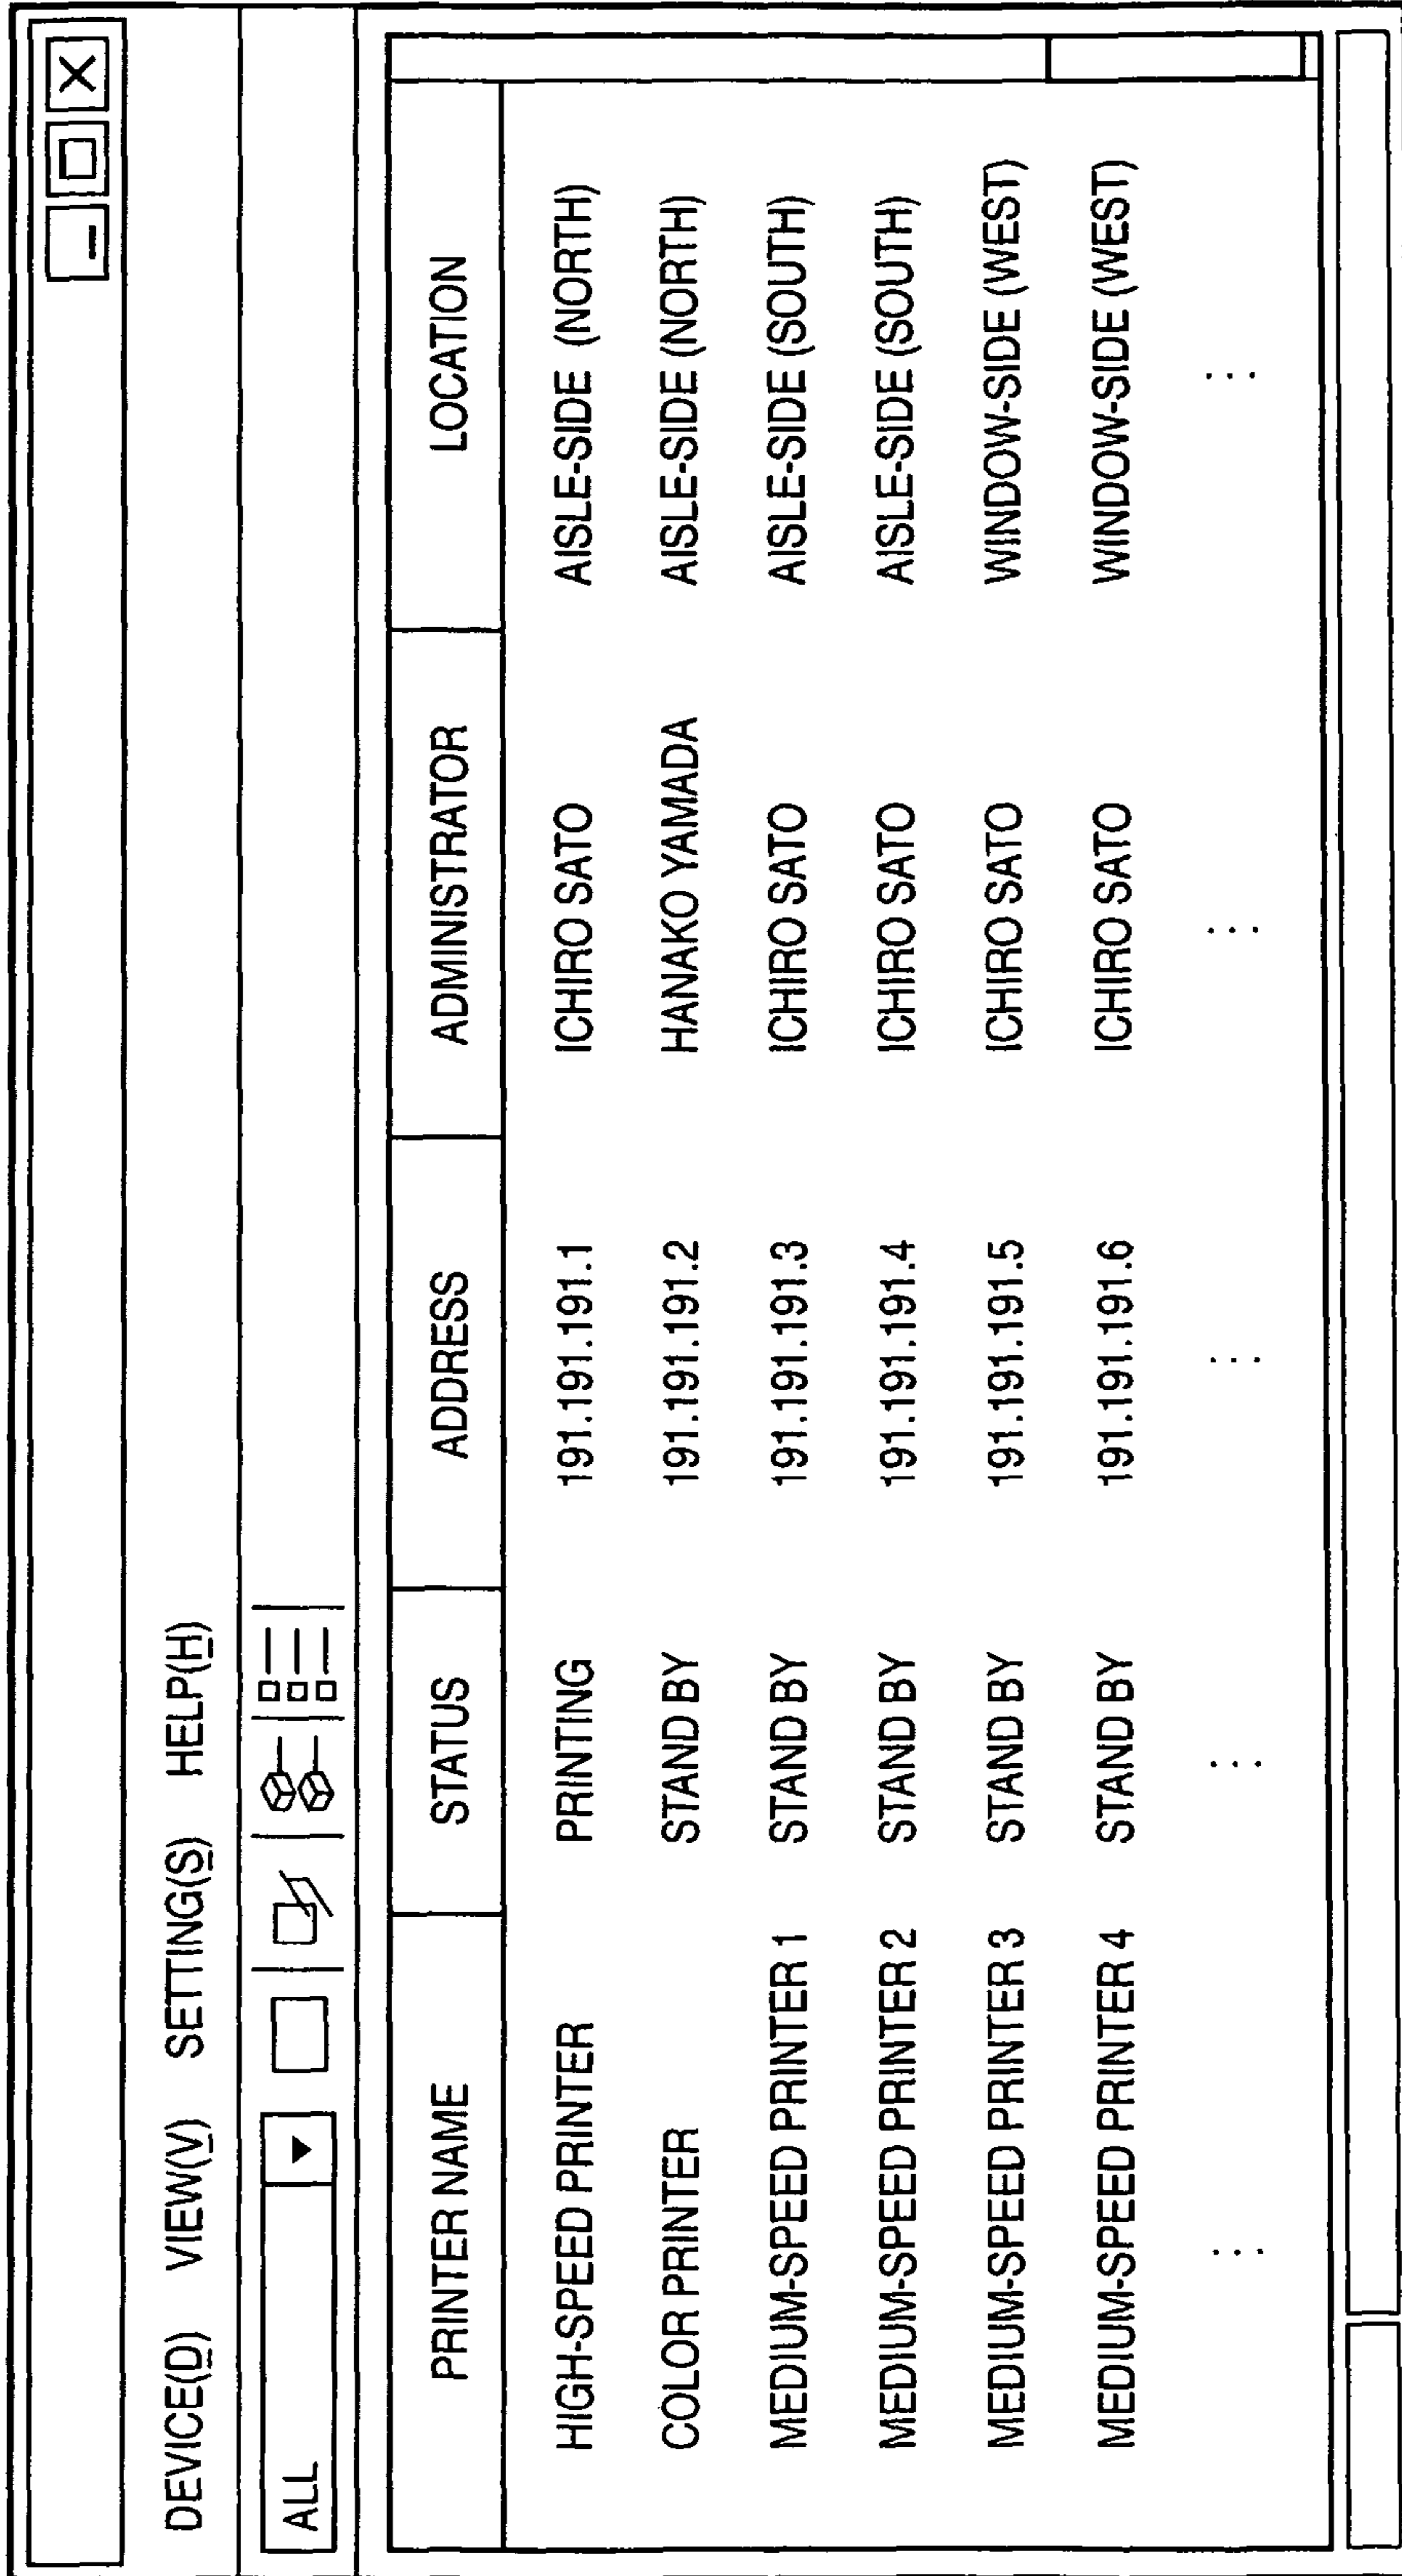 DEVICE(D) VIEW(V) SETTING(S) HELP(H)
ALL
PRINTER NAME STATUS ADDRESS ADMINISTRATOR LOCATION
HIGH-SPEED PRINTER PRINTING 191.191.191.1 ICHIRO SATO AISLE-SIDE (NORTH)
COLOR PRINTER STAND BY 191.191.191.2 HANAKO YAMADA AISLE-SIDE (NORTH)
MEDIUM-SPEED PRINTER 1 STAND BY 191.191.191.3 ICHIRO SATO AISLE-SIDE (SOUTH)
MEDIUM-SPEED PRINTER 2 STAND BY 191.191.191.4 ICHIRO SATO AISLE-SIDE (SOUTH)
MEDIUM-SPEED PRINTER 3 STAND BY 191.191.191.5 ICHIRO SATO WINDOW-SIDE (WEST)
MEDIUM-SPEED PRINTER 4 STAND BY 191.191.191.6 ICHIRO SATO WINDOW-SIDE (WEST)
... ... ... ... ...